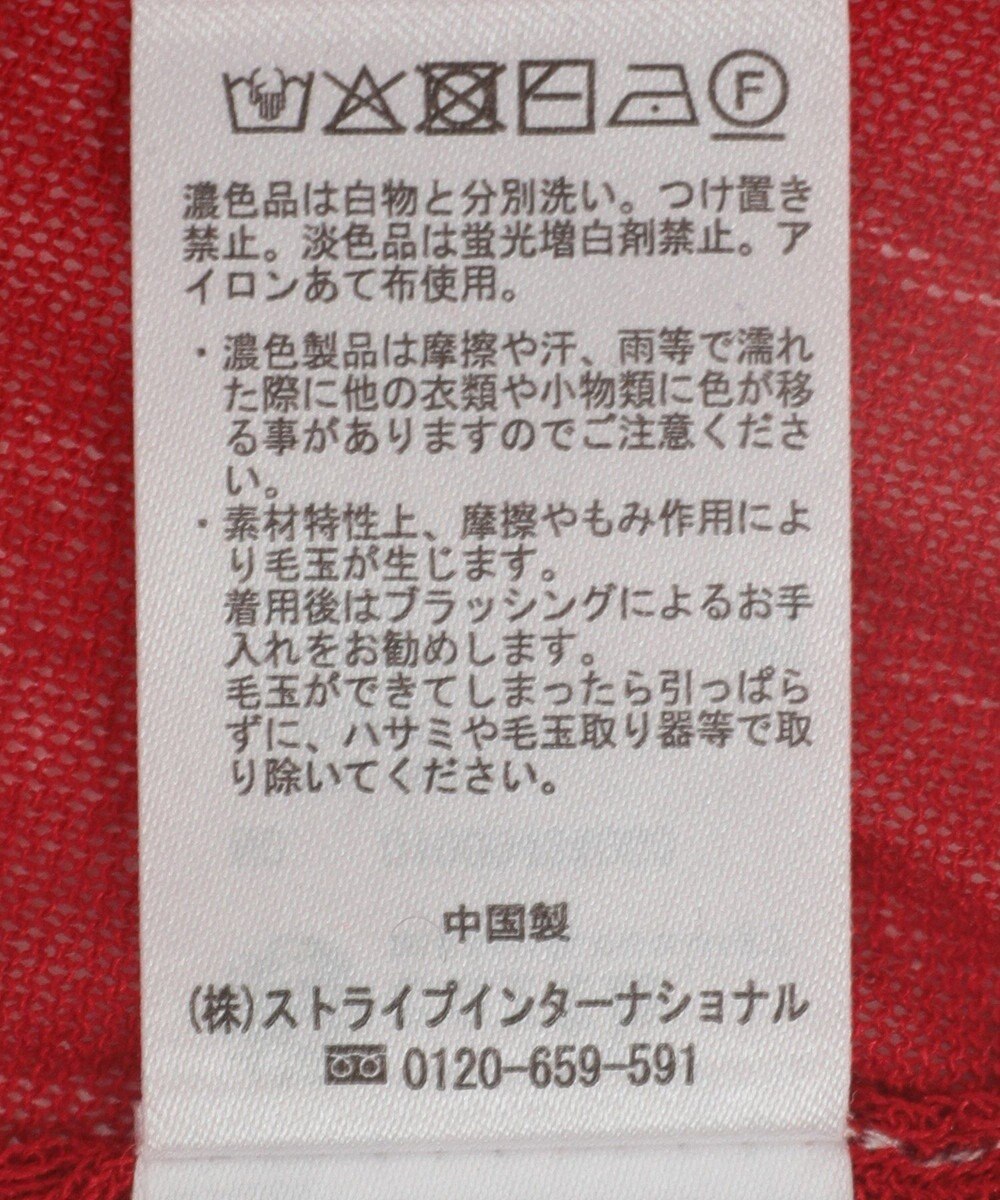 F
濃色品は白物と分別洗い。つけ置き
禁止。淡色品は蛍光増白剤禁止。ア
イロンあて布使用。
・濃色製品は摩擦や汗、雨等で濡れ
た際に他の衣類や小物類に色が移
る事がありますのでご注意くださ
い。
・素材特性上、摩擦やもみ作用によ
り毛玉が生じます。
着用後はブラッシングによるお手
入れをお勧めします。
毛玉ができてしまったら引っぱら
ずに、ハサミや毛玉取り器等で取
り除いてください。
中国製
(株)ストライプインターナショナル
0120-659-591